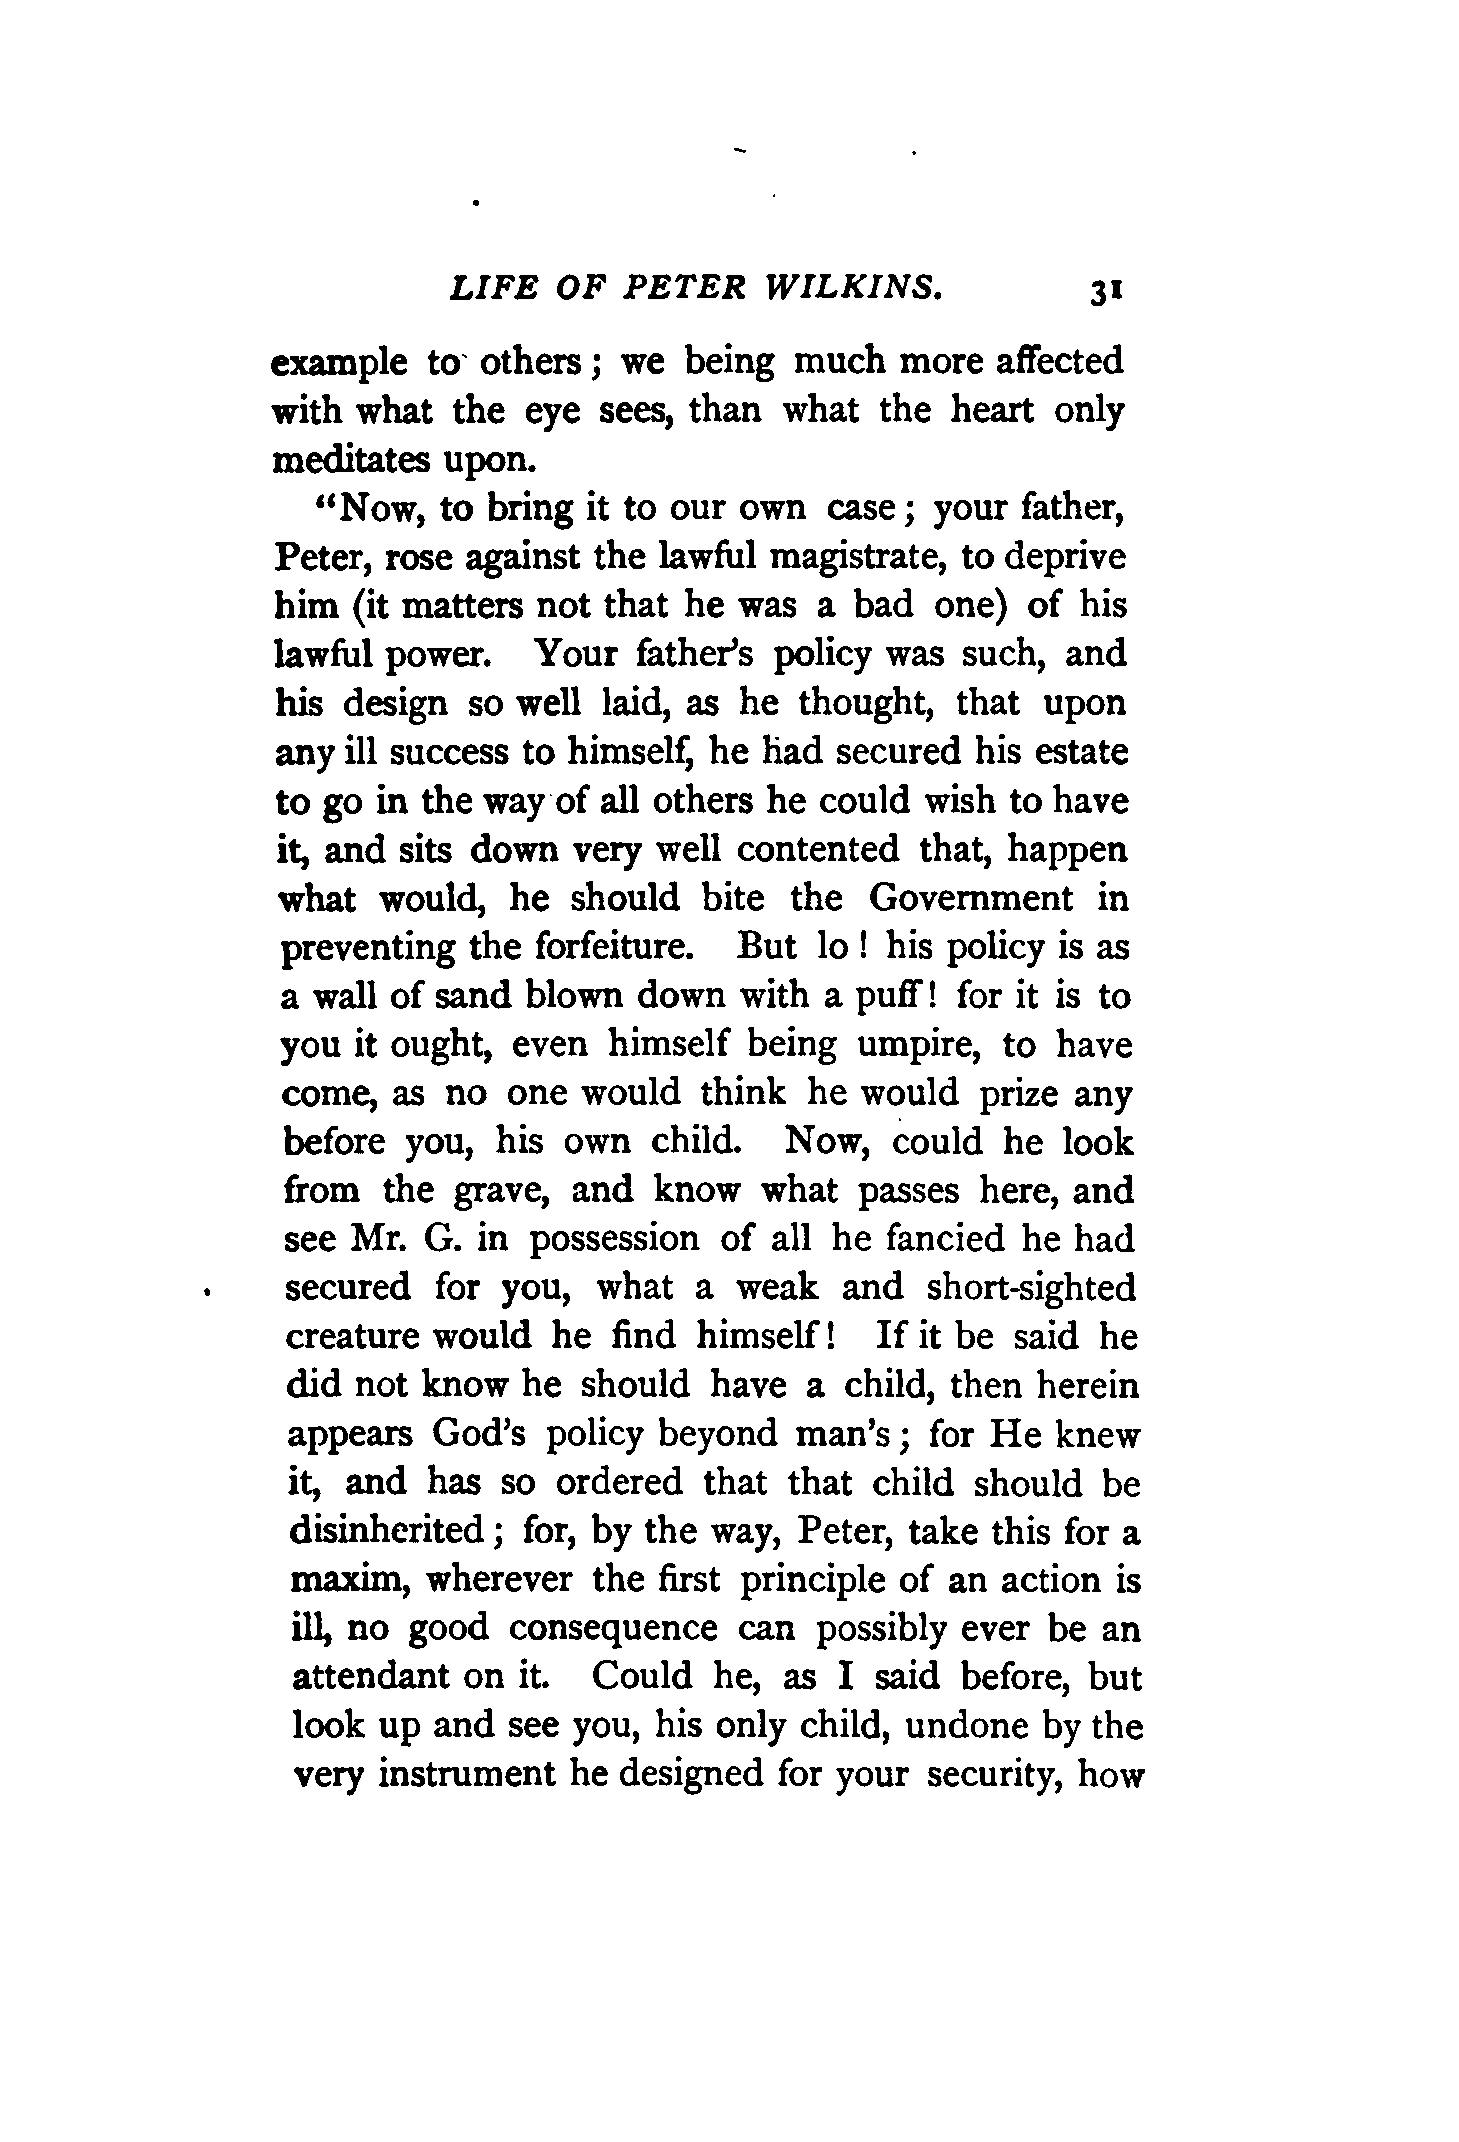 LIFE OF PETER WILKINS. 31
example to others ; we being much more affected
with what the eye sees, than what the heart only
meditates upon.
"Now, to bring it to our own case ; your father,
Peter, rose against the lawful magistrate, to deprive
him (it matters not that he was a bad one) of his
lawful power. Your father's policy was such, and
his design so well laid, as he thought, that upon
any ill success to himself, he had secured his estate
to go in the way of all others he could wish to have
it, and sits down very well contented that, happen
what would, he should bite the Government in
preventing the forfeiture. But lo ! his policy is as
a wall of sand blown down with a puff ! for it is to
you it ought, even himself being umpire, to have
come, as no one would think he would prize any
before you, his own child. Now, could he look
from the grave, and know what passes here, and
see Mr. G. in possession of all he fancied he had
secured for you, what a weak and short-sighted
creature would he find himself ! If it be said he
did not know he should have a child, then herein
appears God's policy beyond man's ; for He knew
it, and has so ordered that that child should be
disinherited ; for, by the way, Peter, take this for a
maxim, wherever the first principle of an action is
ill, no good consequence can possibly ever be an
attendant on it. Could he, as I said before, but
look up and see you, his only child, undone by the
very instrument he designed for your security, how